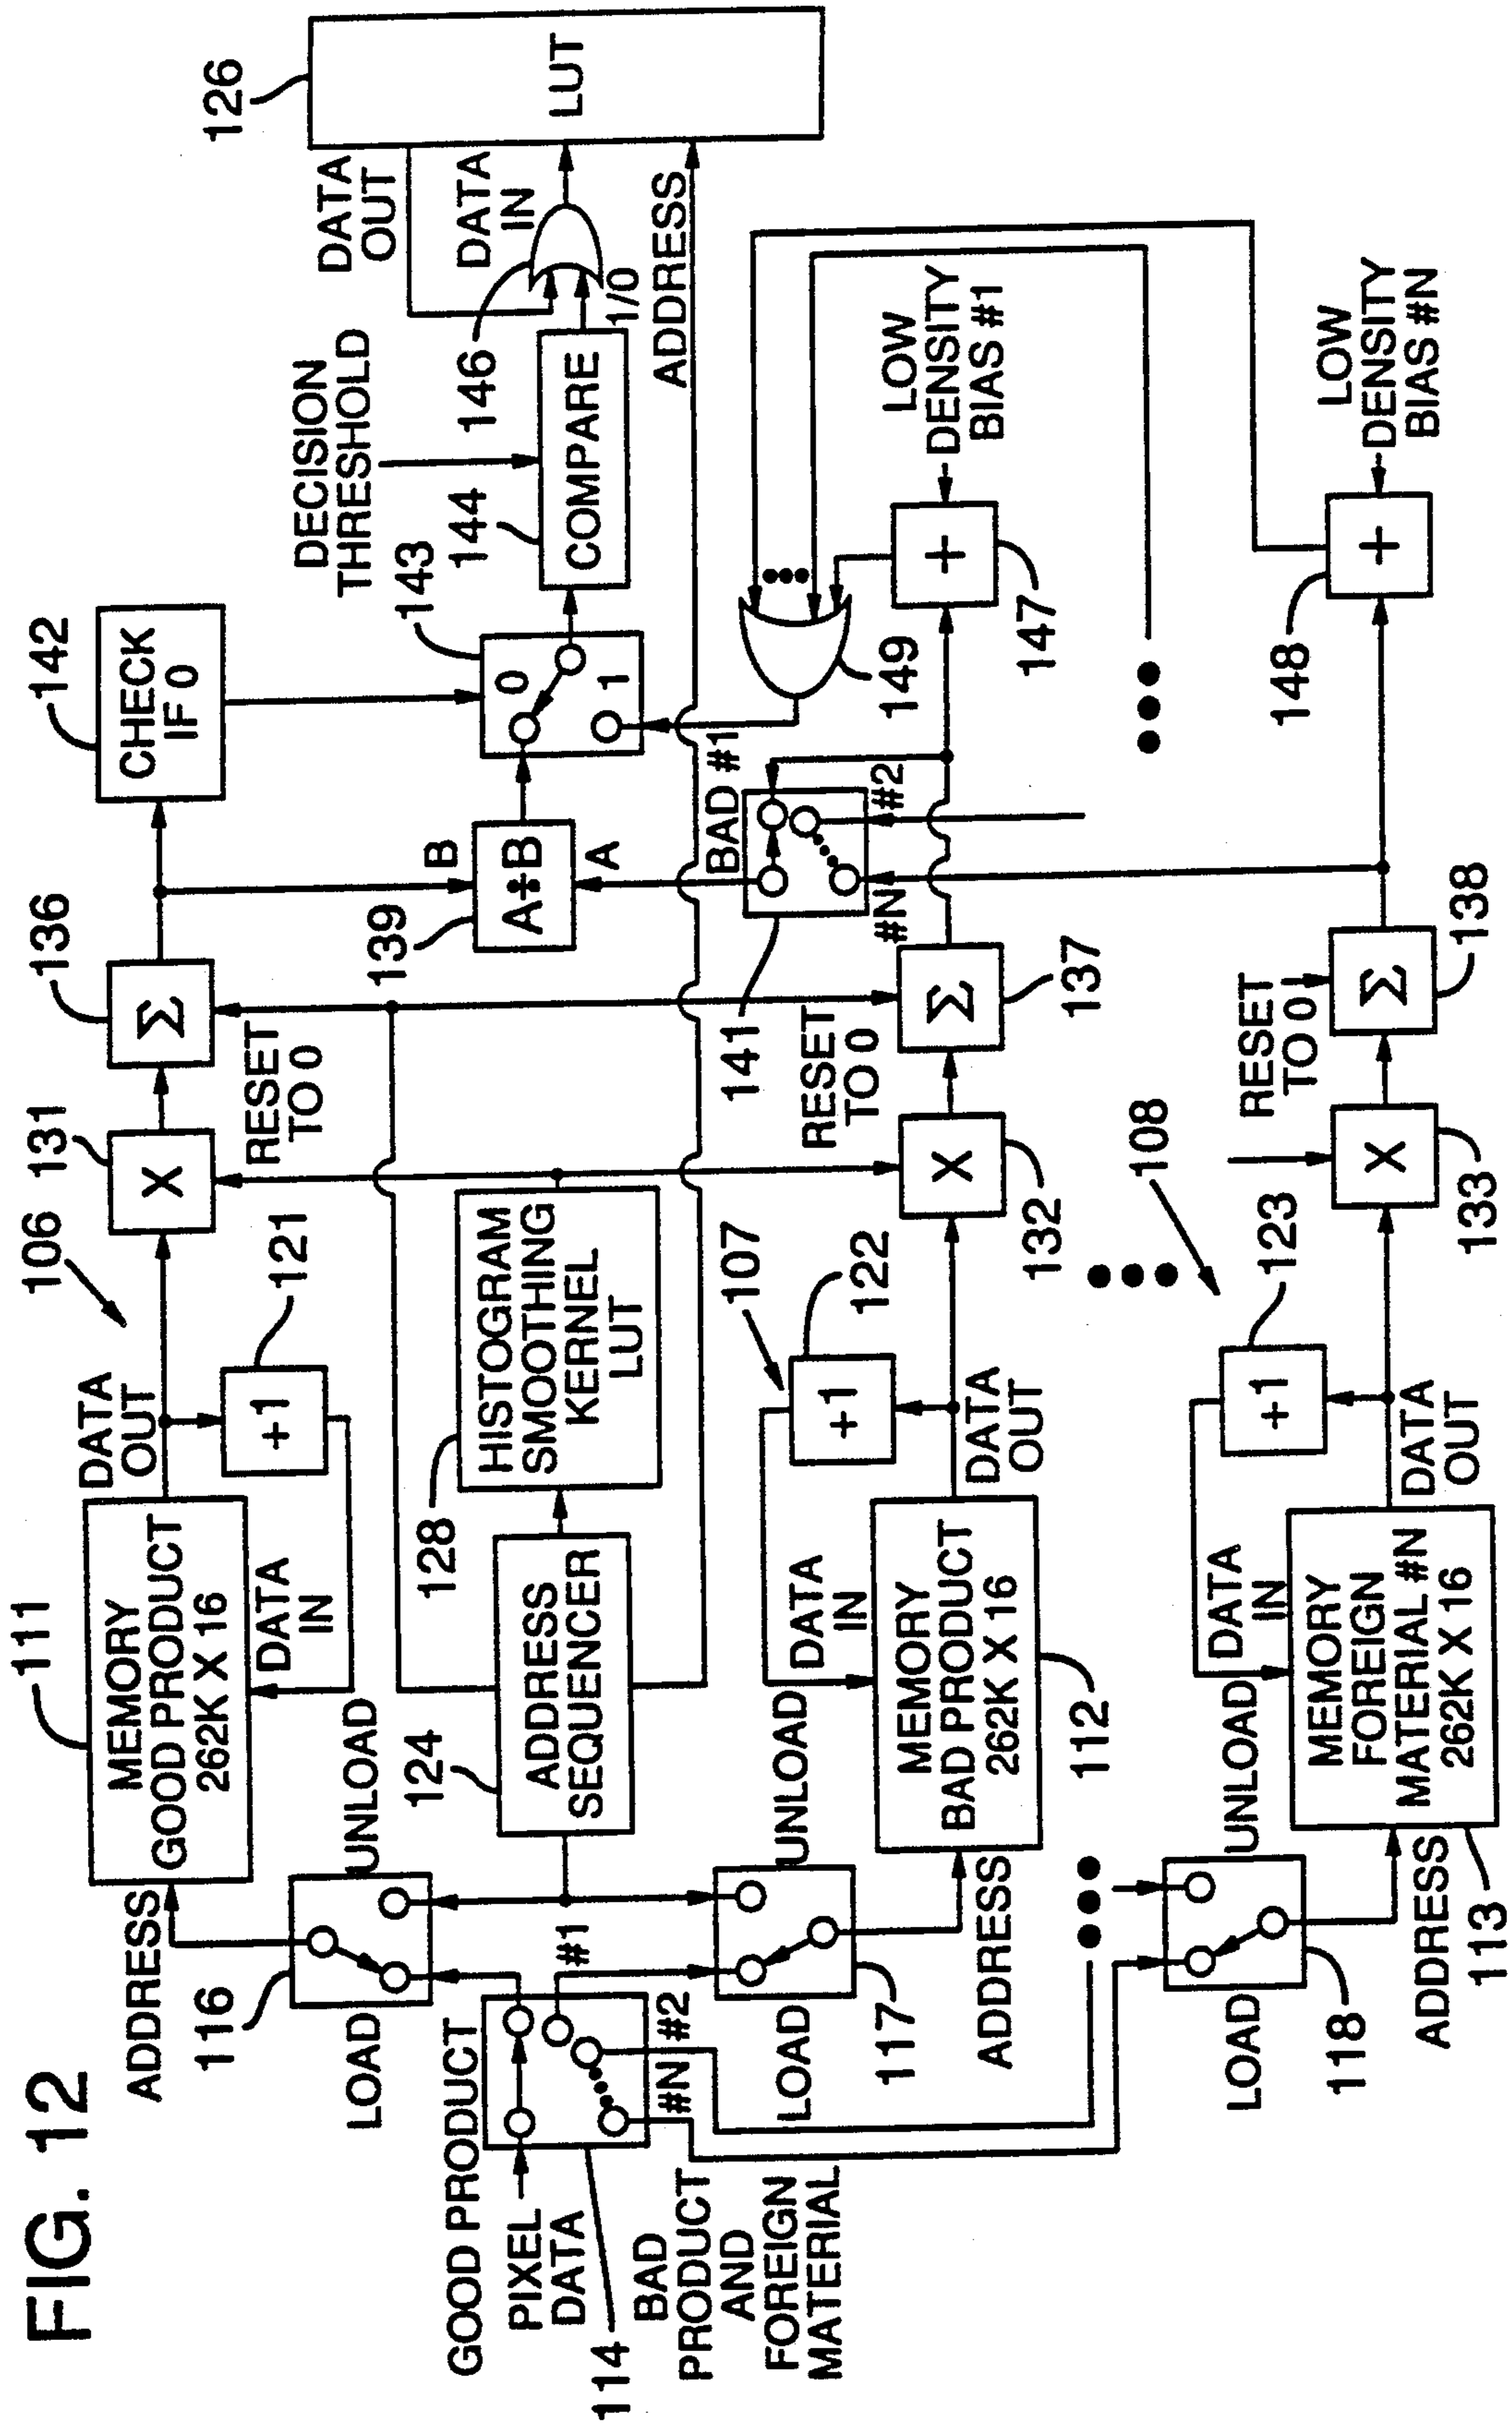 FIG. 12
111
MEMORY
GOOD PRODUCT
262K X 16
ADDRESS
DATA
OUT
DATA
IN
106
121
+1
131
X
136
Σ
142
CHECK
IF 0
126
LUT
DATA
OUT
DATA
IN
ADDRESS
116
LOAD
UNLOAD
RESET
TO 0
B
139
A÷B
A
143
0
1
DECISION
THRESHOLD
144
COMPARE
146
1/0
GOOD PRODUCT
PIXEL
DATA
114
#1
#2
#N
BAD
PRODUCT
AND
FOREIGN
MATERIAL
124
ADDRESS
SEQUENCER
128
HISTOGRAM
SMOOTHING
KERNEL
LUT
141
BAD #1
#2
#N
149
LOAD
UNLOAD
117
ADDRESS
MEMORY
BAD PRODUCT
262K X 16
112
DATA
IN
DATA
OUT
107
122
+1
X
132
RESET
TO 0
Σ
137
+
147
LOW
DENSITY
BIAS #1
LOAD
UNLOAD
118
ADDRESS
MEMORY
FOREIGN
MATERIAL #N
262K X 16
113
DATA
IN
DATA
OUT
108
123
+1
X
133
RESET
TO 0
Σ
138
148
+
LOW
DENSITY
BIAS #N